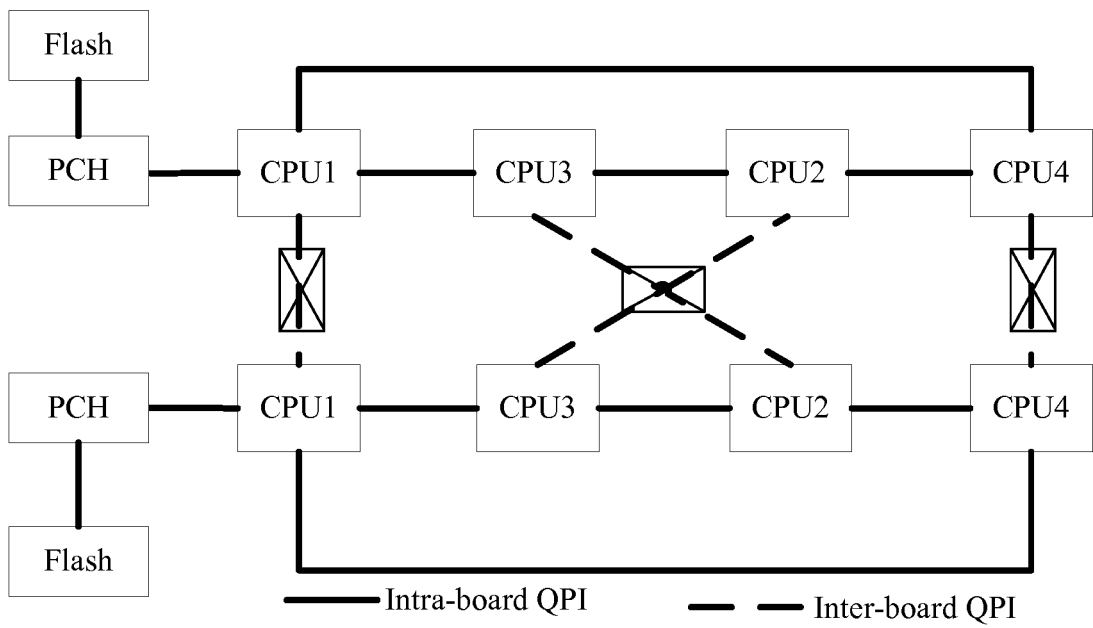 Flash
PCH
CPU1
CPU3
CPU2
CPU4
PCH
CPU1
CPU3
CPU2
CPU4
Flash
Intra-board QPI
Inter-board QPI